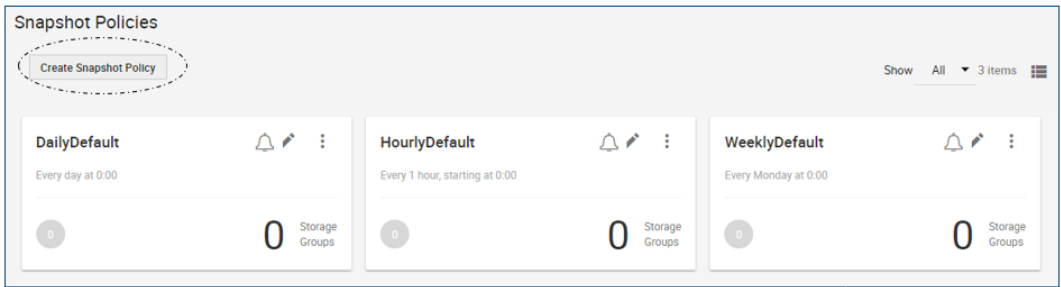 Snapshot Policies
Create Snapshot Policy
Show All 3 items
DailyDefault
Every day at 0:00
0
0
Storage
Groups
HourlyDefault
Every 1 hour, starting at 0:00
0
0
Storage
Groups
WeeklyDefault
Every Monday at 0:00
0
0
Storage
Groups